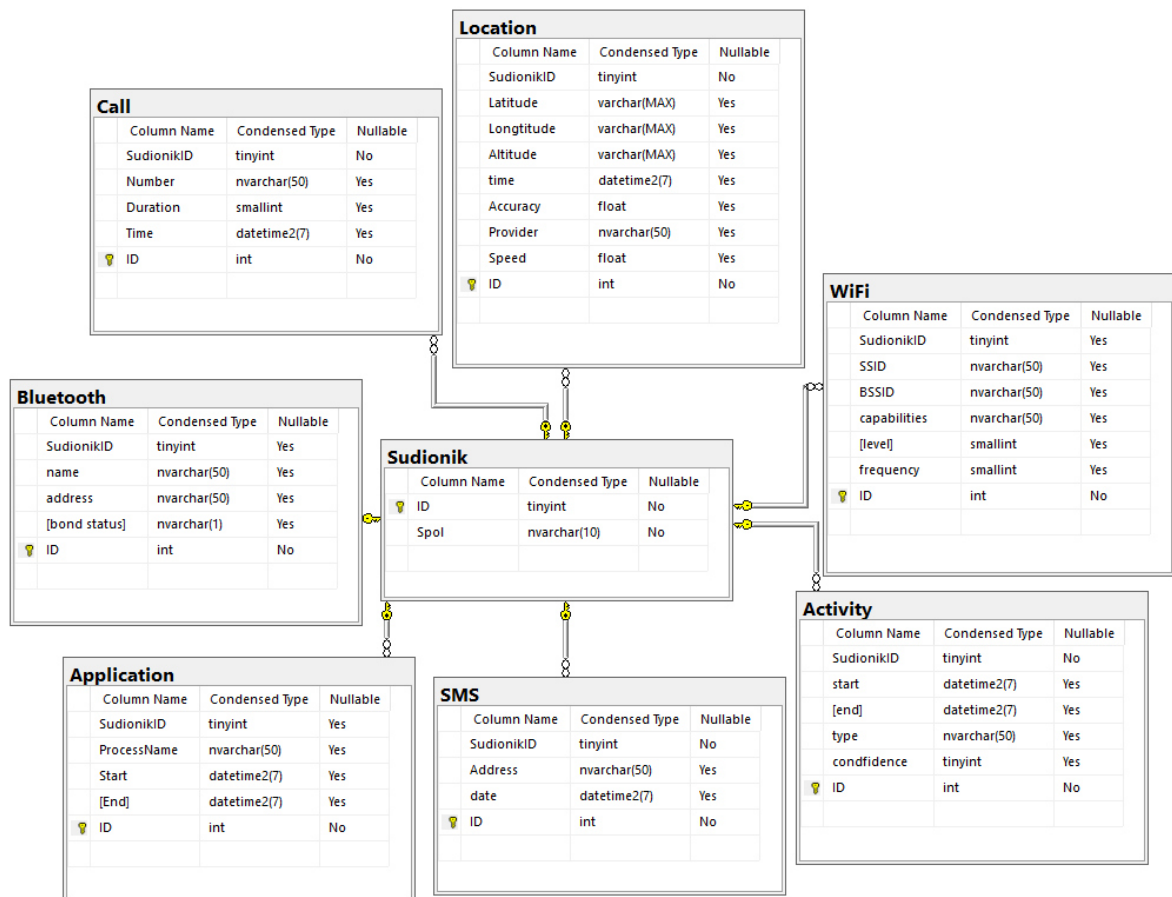 Location
Column Name Condensed Type Nullable
SudionikID tinyint No
Latitude varchar(MAX) Yes
Longtitude varchar(MAX) Yes
Altitude varchar(MAX) Yes
time datetime2(7) Yes
Accuracy float Yes
Provider nvarchar(50) Yes
Speed float Yes
ID int No
Call
Column Name Condensed Type Nullable
SudionikID tinyint No
Number nvarchar(50) Yes
Duration smallint Yes
Time datetime2(7) Yes
ID int No
WiFi
Column Name Condensed Type Nullable
SudionikID tinyint Yes
SSID nvarchar(50) Yes
BSSID nvarchar(50) Yes
capabilities nvarchar(50) Yes
[level] smallint Yes
frequency smallint Yes
ID int No
Bluetooth
Column Name Condensed Type Nullable
SudionikID tinyint Yes
name nvarchar(50) Yes
address nvarchar(50) Yes
[bond status] nvarchar(1) Yes
ID int No
Sudionik
Column Name Condensed Type Nullable
ID tinyint No
Spol nvarchar(10) No
Activity
Column Name Condensed Type Nullable
SudionikID tinyint No
start datetime2(7) Yes
[end] datetime2(7) Yes
type nvarchar(50) Yes
condfidence tinyint Yes
ID int No
Application
Column Name Condensed Type Nullable
SudionikID tinyint Yes
ProcessName nvarchar(50) Yes
Start datetime2(7) Yes
[End] datetime2(7) Yes
ID int No
SMS
Column Name Condensed Type Nullable
SudionikID tinyint No
Address nvarchar(50) Yes
date datetime2(7) Yes
ID int No